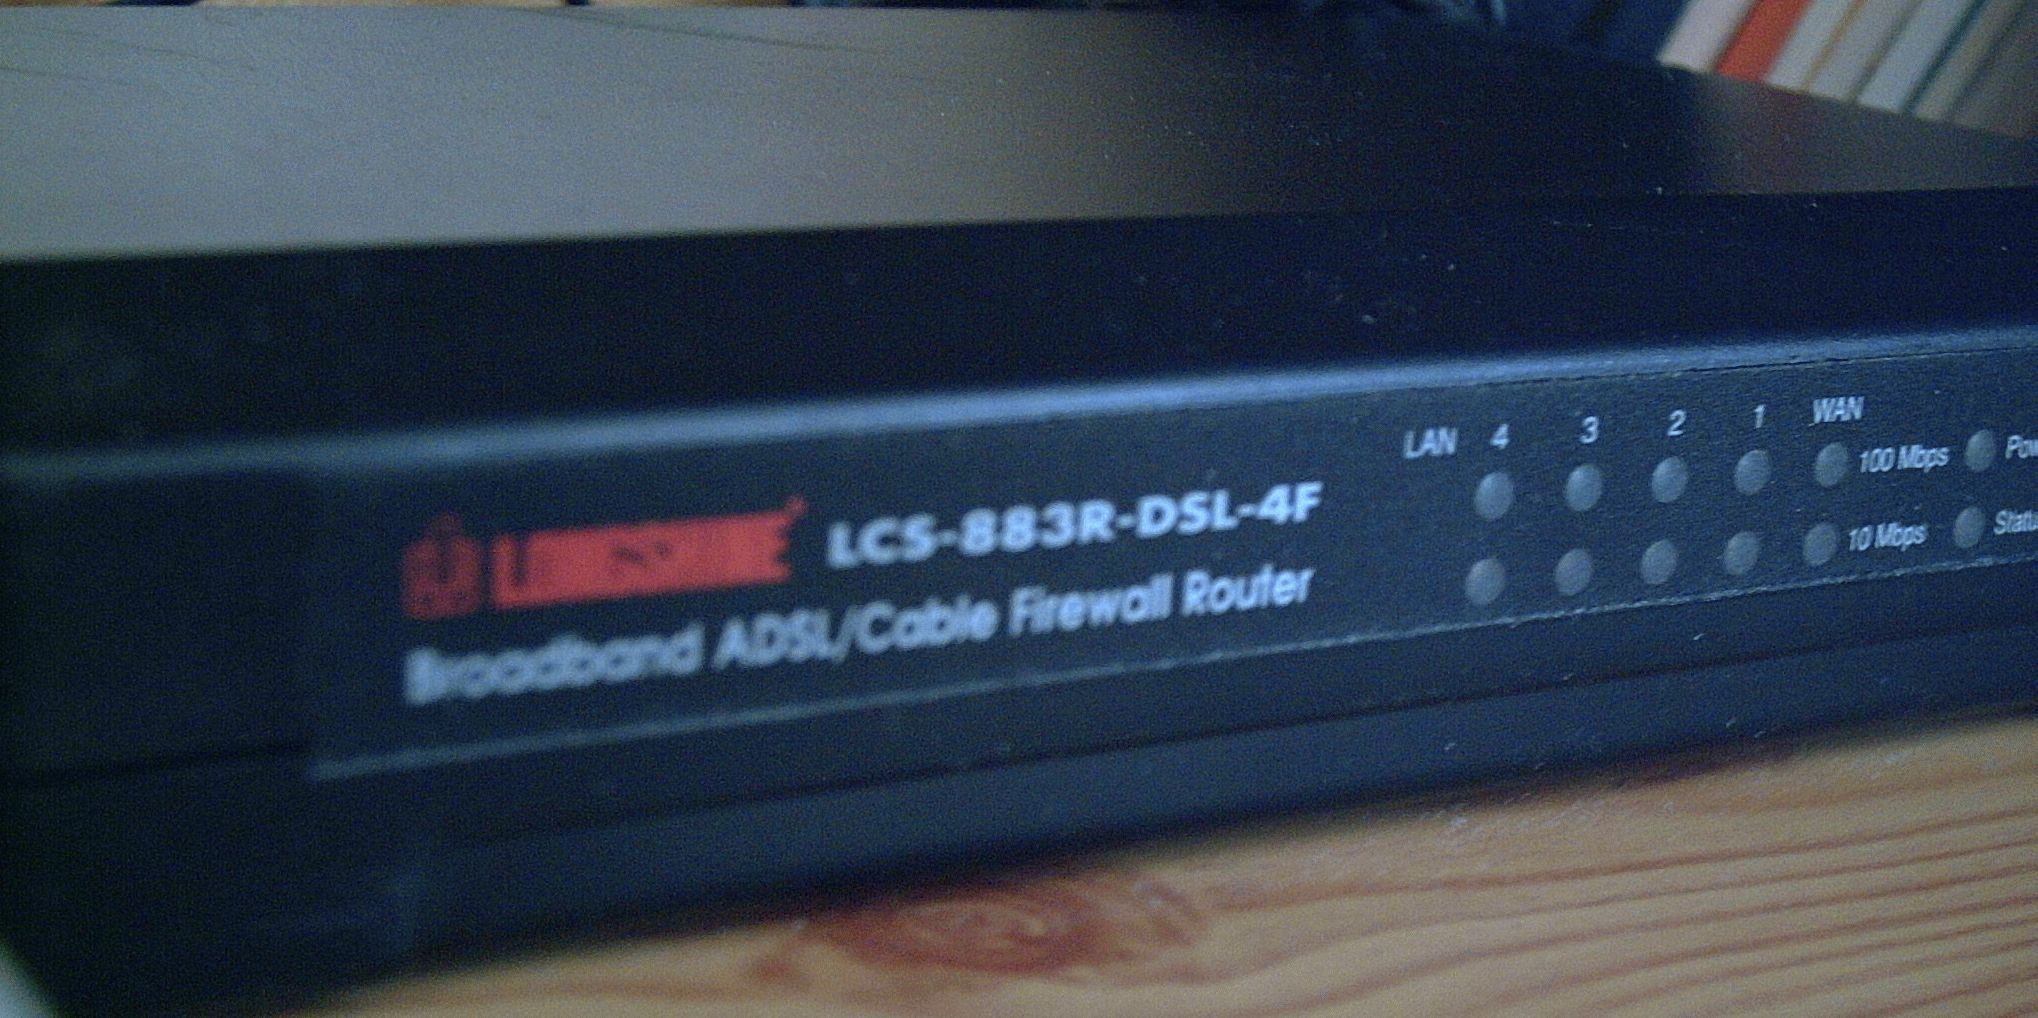 LCS-883R-DSL-4F
Broadband ADSL/Cable Firewall Router
LAN 4 3 2 1 WAN
100 Mbps
10 Mbps